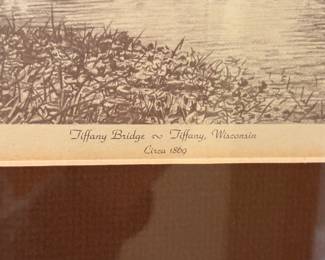 Tiffany Bridge ~ Tiffany, Wisconsin
Circa 1869